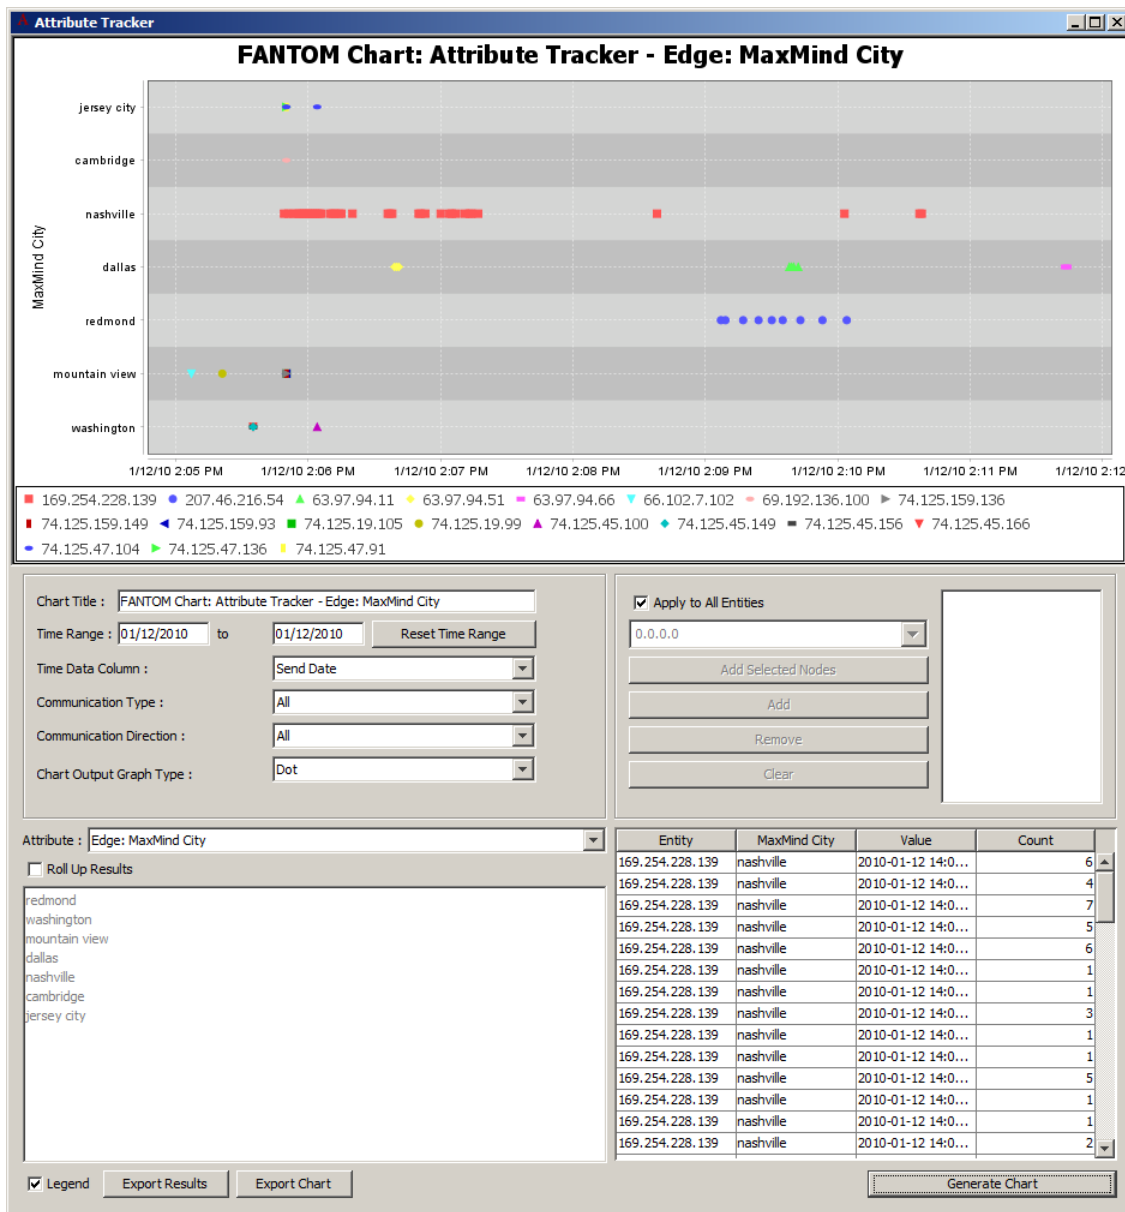 Attribute Tracker
FANTOM Chart: Attribute Tracker - Edge: MaxMind City
MaxMind City
jersey city
cambridge
nashville
dallas
redmond
mountain view
washington
1/12/10 2:05 PM 1/12/10 2:06 PM 1/12/10 2:07 PM 1/12/10 2:08 PM 1/12/10 2:09 PM 1/12/10 2:10 PM 1/12/10 2:11 PM 1/12/10 2:12
169.254.228.139 207.46.216.54 63.97.94.11 63.97.94.51 63.97.94.66 66.102.7.102 69.192.136.100 74.125.159.136
74.125.159.149 74.125.159.93 74.125.19.105 74.125.19.99 74.125.45.100 74.125.45.149 74.125.45.156 74.125.45.166
74.125.47.104 74.125.47.136 74.125.47.91
Chart Title : FANTOM Chart: Attribute Tracker - Edge: MaxMind City
Time Range : 01/12/2010 to 01/12/2010 Reset Time Range
Time Data Column : Send Date
Communication Type : All
Communication Direction : All
Chart Output Graph Type : Dot
Apply to All Entities
0.0.0.0
Add Selected Nodes
Add
Remove
Clear
Attribute : Edge: MaxMind City
Roll Up Results
redmond
washington
mountain view
dallas
nashville
cambridge
jersey city
Entity MaxMind City Value Count
169.254.228.139 nashville 2010-01-12 14:0... 6
169.254.228.139 nashville 2010-01-12 14:0... 4
169.254.228.139 nashville 2010-01-12 14:0... 7
169.254.228.139 nashville 2010-01-12 14:0... 5
169.254.228.139 nashville 2010-01-12 14:0... 6
169.254.228.139 nashville 2010-01-12 14:0... 1
169.254.228.139 nashville 2010-01-12 14:0... 1
169.254.228.139 nashville 2010-01-12 14:0... 3
169.254.228.139 nashville 2010-01-12 14:0... 1
169.254.228.139 nashville 2010-01-12 14:0... 1
169.254.228.139 nashville 2010-01-12 14:0... 5
169.254.228.139 nashville 2010-01-12 14:0... 1
169.254.228.139 nashville 2010-01-12 14:0... 1
169.254.228.139 nashville 2010-01-12 14:0... 2
Legend Export Results Export Chart Generate Chart